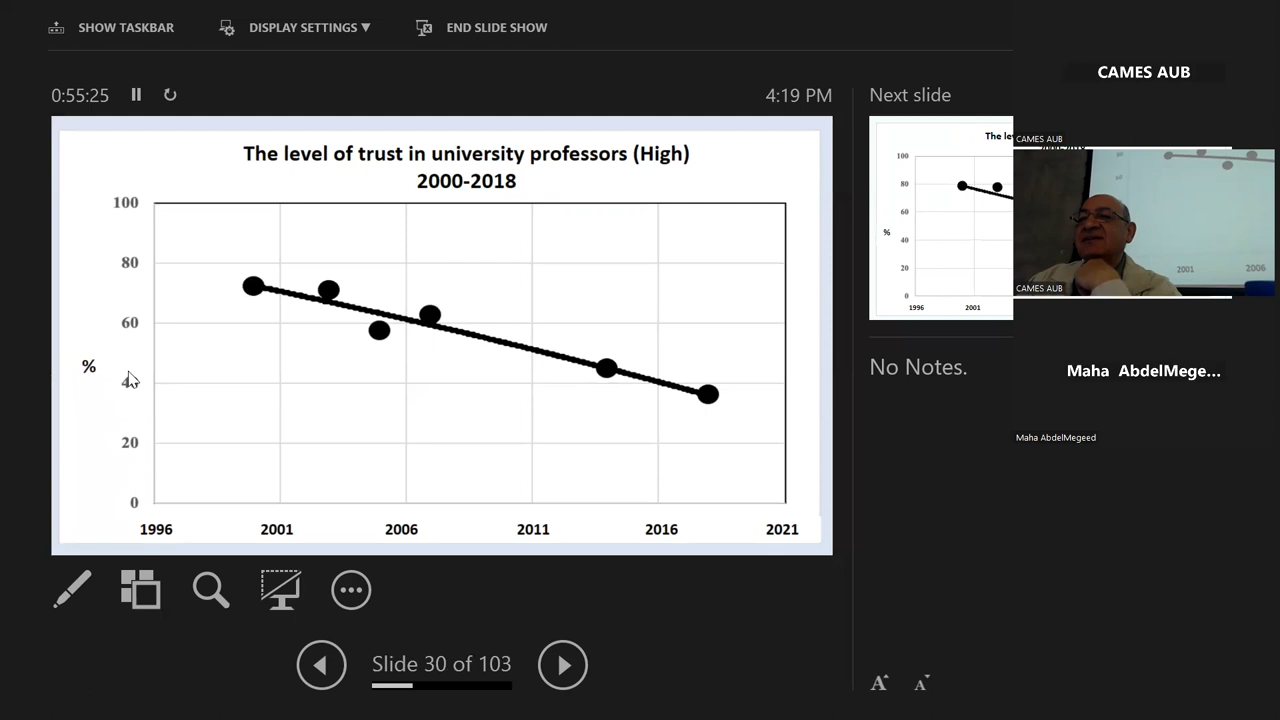 SHOW TASKBAR
DISPLAY SETTINGS ▼
END SLIDE SHOW
CAMES AUB
0:55:25
4:19 PM
Next slide
The level of trust in university professors (High)
2000-2018
100
80
60
%
20
0
1996
2001
2006
2011
2016
2021
The le
100
80
60
%
40
20
0
1996
2001
CAMES AUB
2001
2006
CAMES AUB
No Notes.
Maha AbdelMege...
Maha AbdelMegeed
Slide 30 of 103
A
A